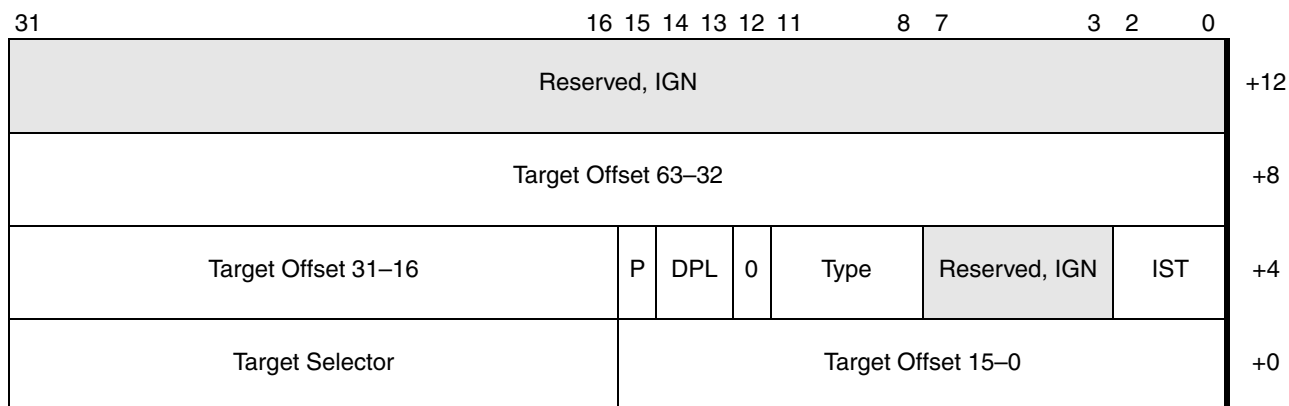 31 16 15 14 13 12 11 8 7 3 2 0
Reserved, IGN +12
Target Offset 63–32 +8
Target Offset 31–16 P DPL 0 Type Reserved, IGN IST +4
Target Selector Target Offset 15–0 +0